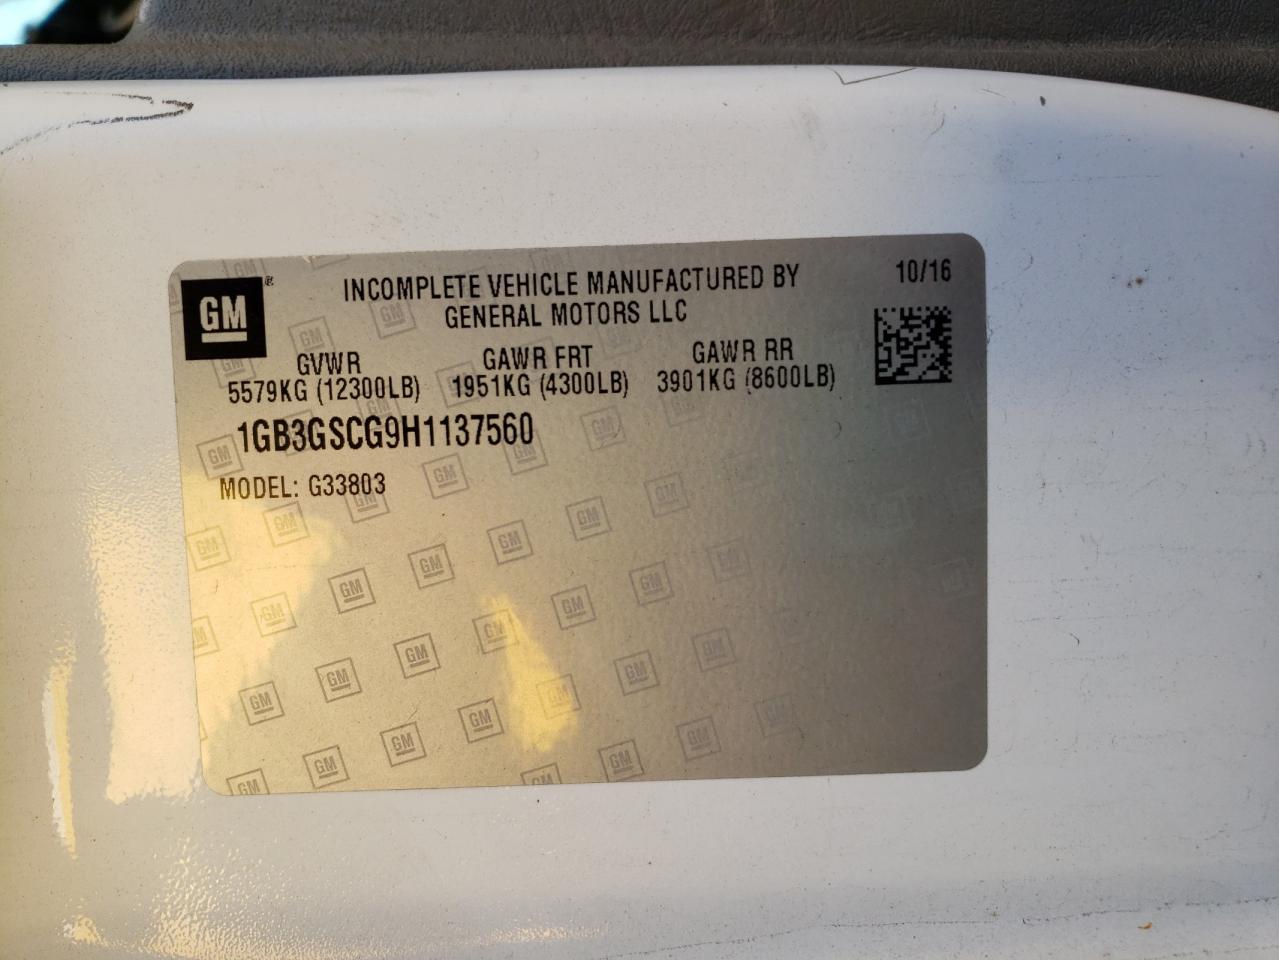 GM
INCOMPLETE VEHICLE MANUFACTURED BY
GENERAL MOTORS LLC
10/16
GVWR
5579KG (12300LB)
GAWR FRT
1951KG (4300LB)
GAWR RR
3901KG (8600LB)
1GB3GSCG9H1137560
MODEL: G33803